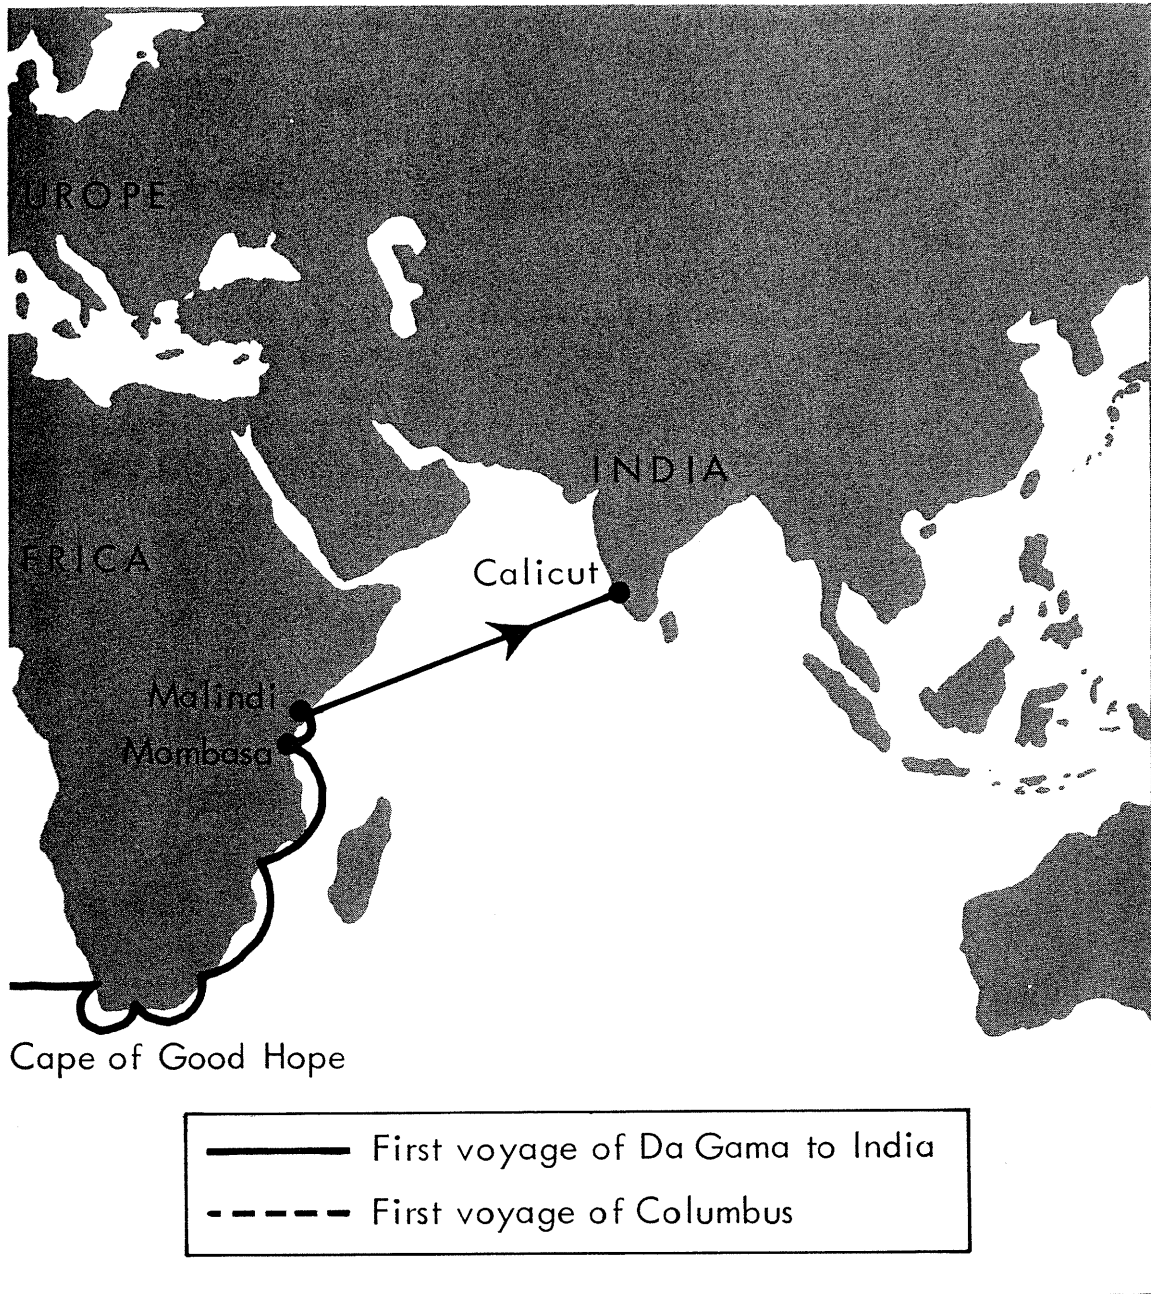 UROPE
INDIA
FRICA
Calicut
Malindi
Mombasa
Cape of Good Hope
First voyage of Da Gama to India
First voyage of Columbus